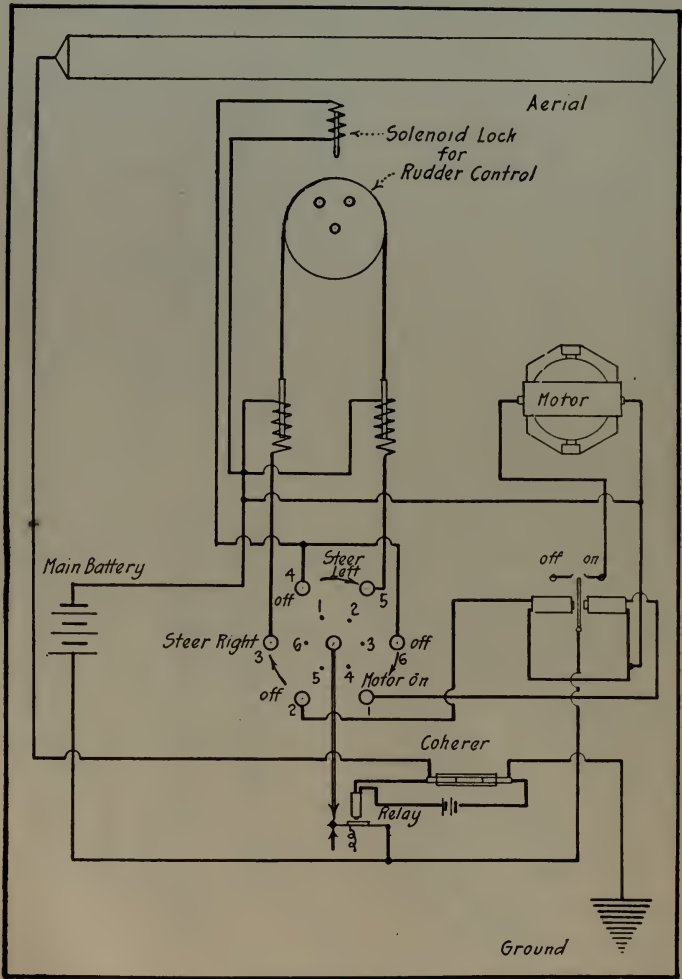 Aerial
Solenoid Lock
for
Rudder Control
Motor
Main Battery
off on
Steer
Left
4
off
5
1
2
Steer Right
3
6
3
off
6
5
4
Motor on
off
2
1
Coherer
Relay
Ground